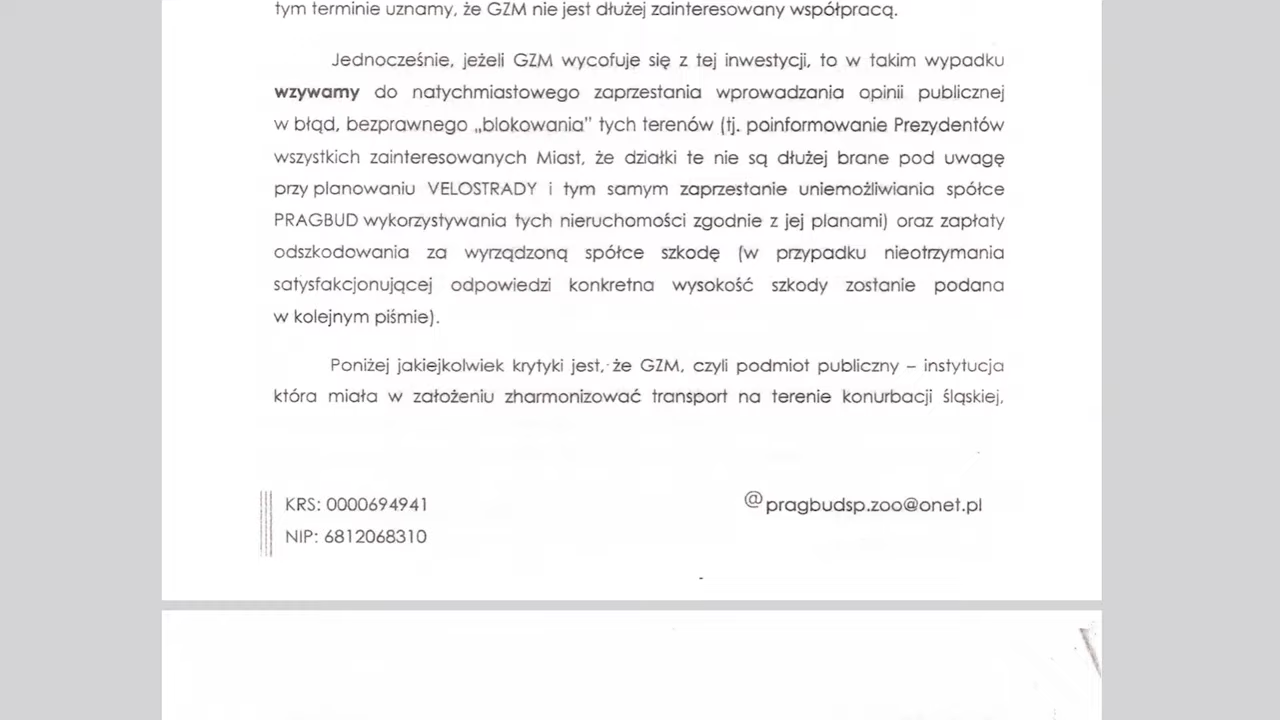 tym terminie uznamy, że GZM nie jest dłużej zainteresowany współpracą.
Jednocześnie, jeżeli GZM wycofuje się z tej inwestycji, to w takim wypadku
wzywamy do natychmiastowego zaprzestania wprowadzania opinii publicznej
w błąd, bezprawnego „blokowania" tych terenów (tj. poinformowanie Prezydentów
wszystkich zainteresowanych Miast, że działki te nie są dłużej brane pod uwagę
przy planowaniu VELOSTRADY i tym samym zaprzestanie uniemożliwiania spółce
PRAGBUD wykorzystywania tych nieruchomości zgodnie z jej planami) oraz zapłaty
odszkodowania za wyrządzoną spółce szkodę (w przypadku nieotrzymania
satysfakcjonującej odpowiedzi konkretna wysokość szkody zostanie podana
w kolejnym piśmie).
Poniżej jakiejkolwiek krytyki jest, że GZM, czyli podmiot publiczny – instytucja
która miała w założeniu zharmonizować transport na terenie konurbacji śląskiej,
KRS: 0000694941
NIP: 6812068310
@pragbudsp.zoo@onet.pl